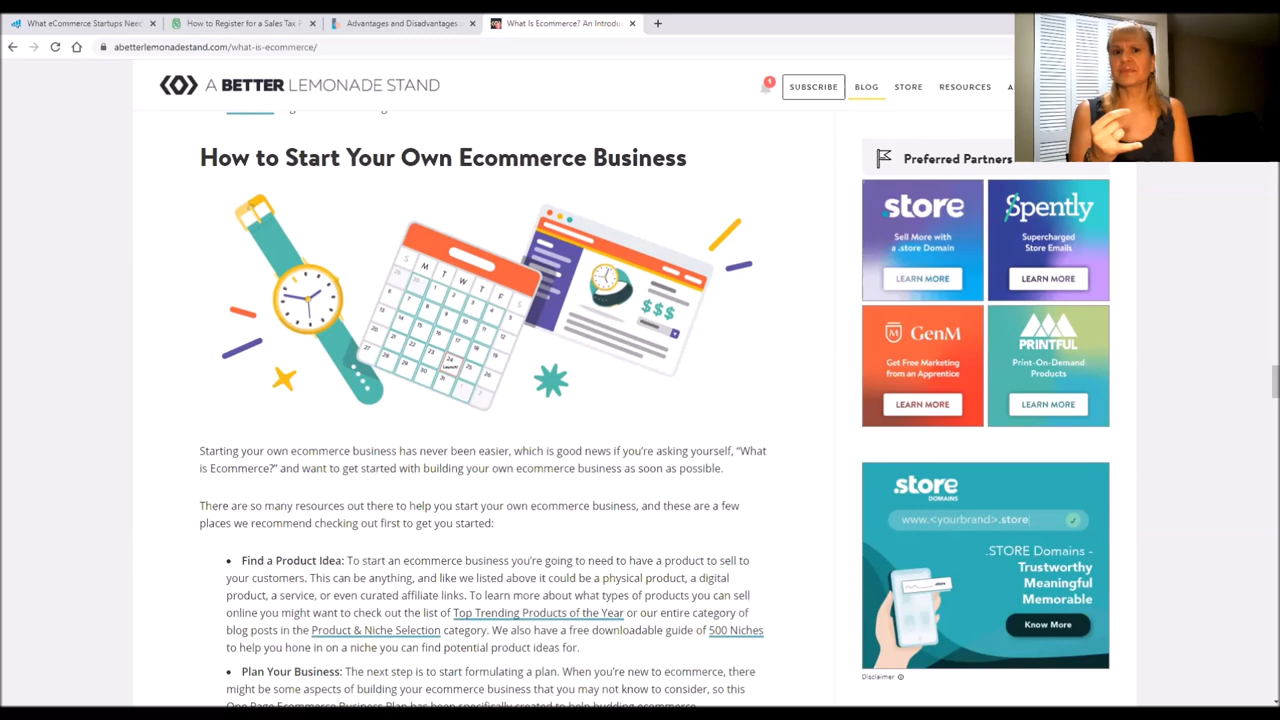 What eCommerce Startups Need
How to Register for a Sales Tax P
Advantages and Disadvantages
What Is Ecommerce? An Introdu
abetterlemonadestand.com/what-is-ecommerce/
A BETTER LEMONADE STAND
1
SUBSCRIBE
BLOG
STORE
RESOURCES
A
How to Start Your Own Ecommerce Business
S M T W T F S
Launch!
$$$
Starting your own ecommerce business has never been easier, which is good news if you're asking yourself, "What
is Ecommerce?" and want to get started with building your own ecommerce business as soon as possible.
There are so many resources out there to help you start your own ecommerce business, and these are a few
places we recommend checking out first to get you started:
• Find a Product Idea: To start an ecommerce business you're going to need to have a product to sell to
your customers. This can be anything, and like we listed above it could be a physical product, a digital
product, a service, or even curated affiliate links. To learn more about what types of products you can sell
online you might want to check out the list of Top Trending Products of the Year or our entire category of
blog posts in the Product & Niche Selection category. We also have a free downloadable guide of 500 Niches
to help you hone in on a niche you can find potential product ideas for.
• Plan Your Business: The next step is to start formulating a plan. When you're new to ecommerce, there
might be some aspects of building your ecommerce business that you may not know to consider, so this
One Page Ecommerce Business Plan has been specifically created to help budding ecommerce
Preferred Partners
.store
Sell More with
a .store Domain
LEARN MORE
Spently
Supercharged
Store Emails
LEARN MORE
GenM
Get Free Marketing
from an Apprentice
LEARN MORE
PRINTFUL
Print-On-Demand
Products
LEARN MORE
.store
DOMAINS
www.<yourbrand>.store
.STORE Domains -
Trustworthy
Meaningful
Memorable
Know More
Disclaimer